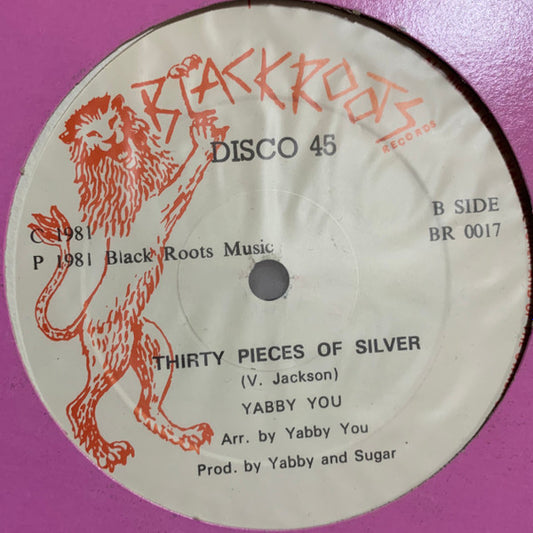 BLACKROOTS
RECORDS
DISCO 45
B SIDE
BR 0017
C 1981
P 1981 Black Roots Music
THIRTY PIECES OF SILVER
(V. Jackson)
YABBY YOU
Arr. by Yabby You
Prod. by Yabby and Sugar